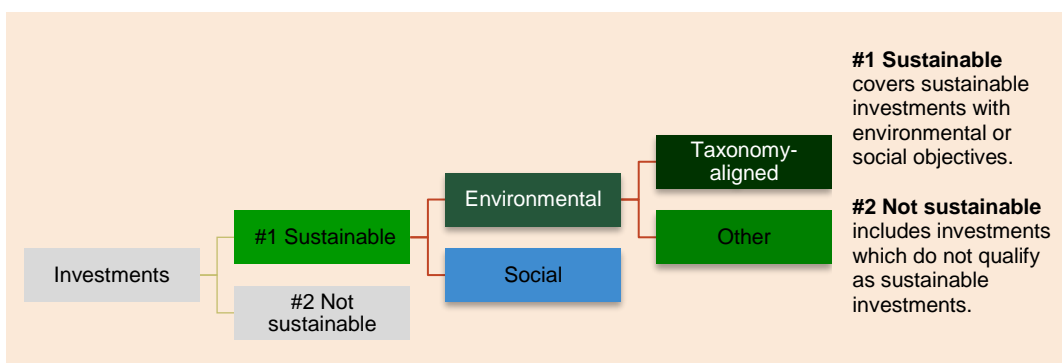 Investments
#1 Sustainable
#2 Not
sustainable
Environmental
Social
Taxonomy-
aligned
Other
#1 Sustainable
covers sustainable
investments with
environmental or
social objectives.
#2 Not sustainable
includes investments
which do not qualify
as sustainable
investments.